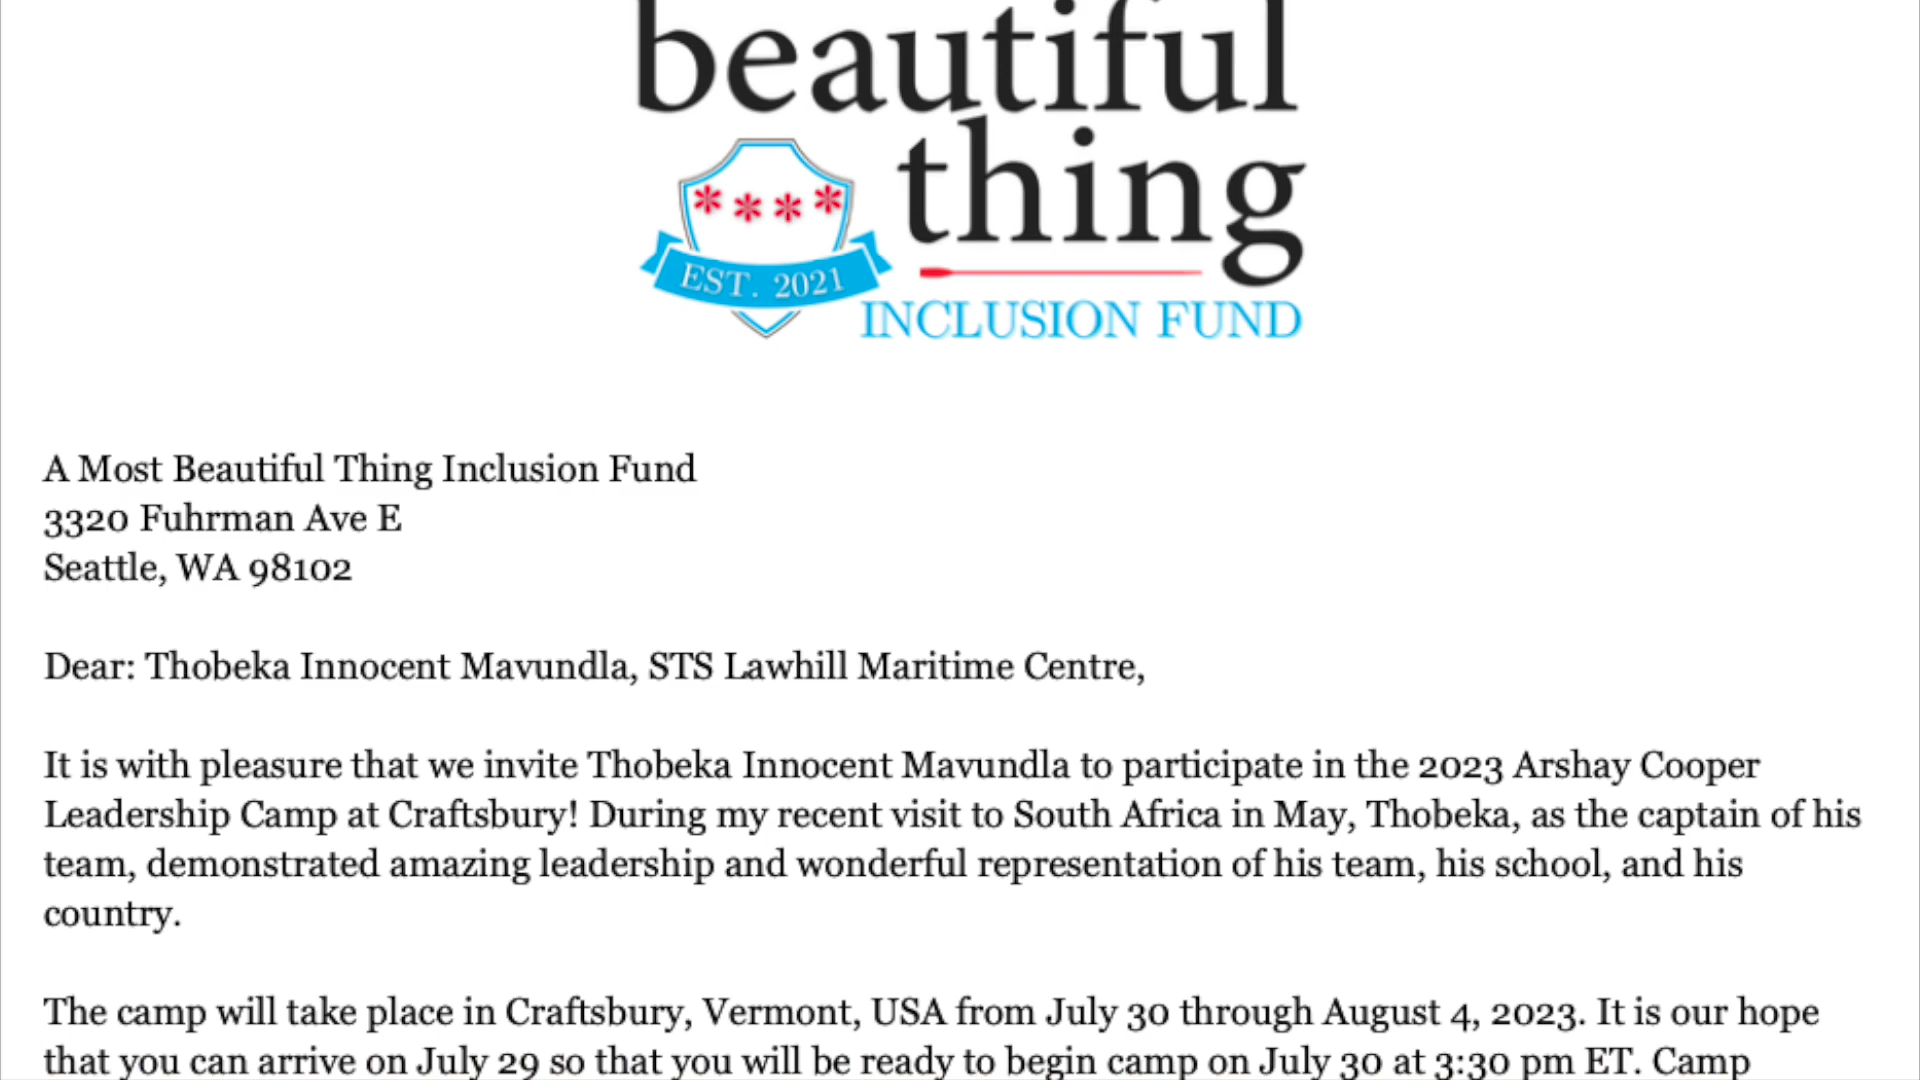 beautiful
thing
* * * *
EST. 2021
INCLUSION FUND
A Most Beautiful Thing Inclusion Fund
3320 Fuhrman Ave E
Seattle, WA 98102
Dear: Thobeka Innocent Mavundla, STS Lawhill Maritime Centre,
It is with pleasure that we invite Thobeka Innocent Mavundla to participate in the 2023 Arshay Cooper
Leadership Camp at Craftsbury! During my recent visit to South Africa in May, Thobeka, as the captain of his
team, demonstrated amazing leadership and wonderful representation of his team, his school, and his
country.
The camp will take place in Craftsbury, Vermont, USA from July 30 through August 4, 2023. It is our hope
that you can arrive on July 29 so that you will be ready to begin camp on July 30 at 3:30 pm ET. Camp